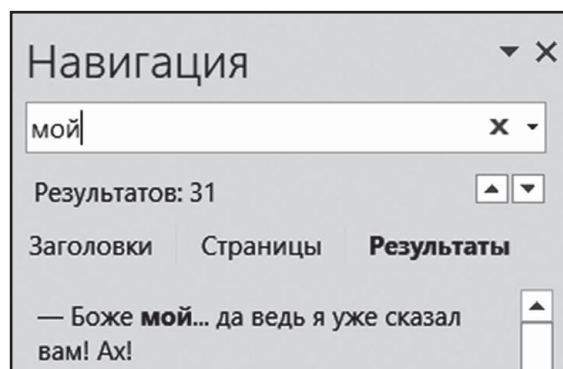 Навигация
мой
Результатов: 31
Заголовки Страницы Результаты
— Боже мой... да ведь я уже сказал
вам! Ах!